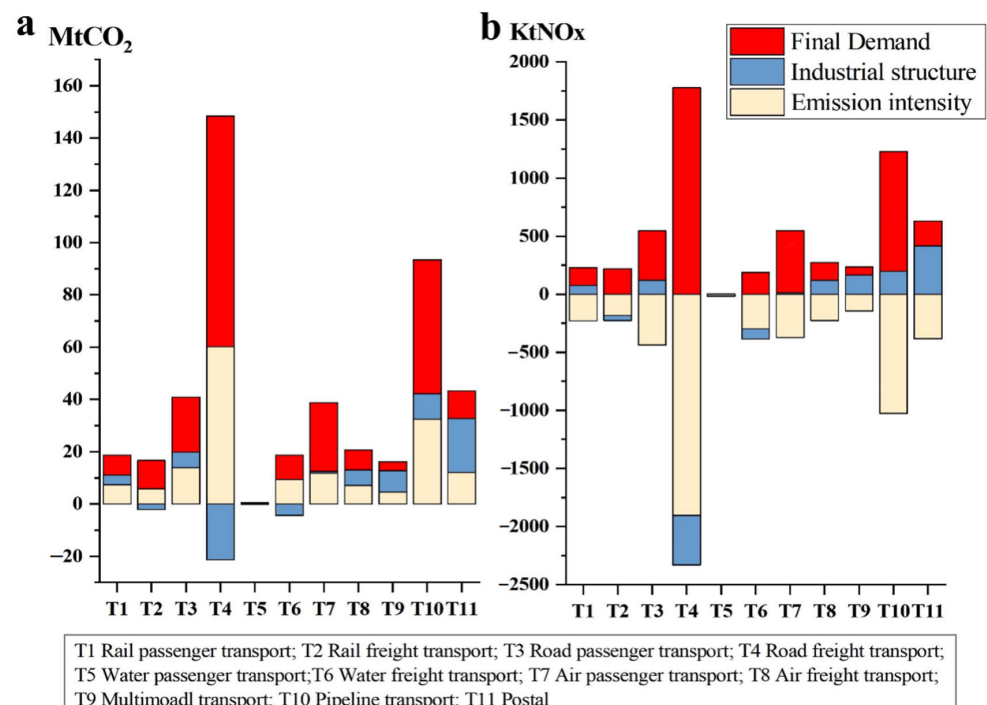 a MtCO₂
160
140
120
100
80
60
40
20
0
−20
T1 T2 T3 T4 T5 T6 T7 T8 T9 T10 T11
b KtNOx
2000
1500
1000
500
0
−500
−1000
−1500
−2000
−2500
T1 T2 T3 T4 T5 T6 T7 T8 T9 T10 T11
Final Demand
Industrial structure
Emission intensity
T1 Rail passenger transport; T2 Rail freight transport; T3 Road passenger transport; T4 Road freight transport;
T5 Water passenger transport;T6 Water freight transport; T7 Air passenger transport; T8 Air freight transport;
T9 Multimoadl transport; T10 Pipeline transport; T11 Postal